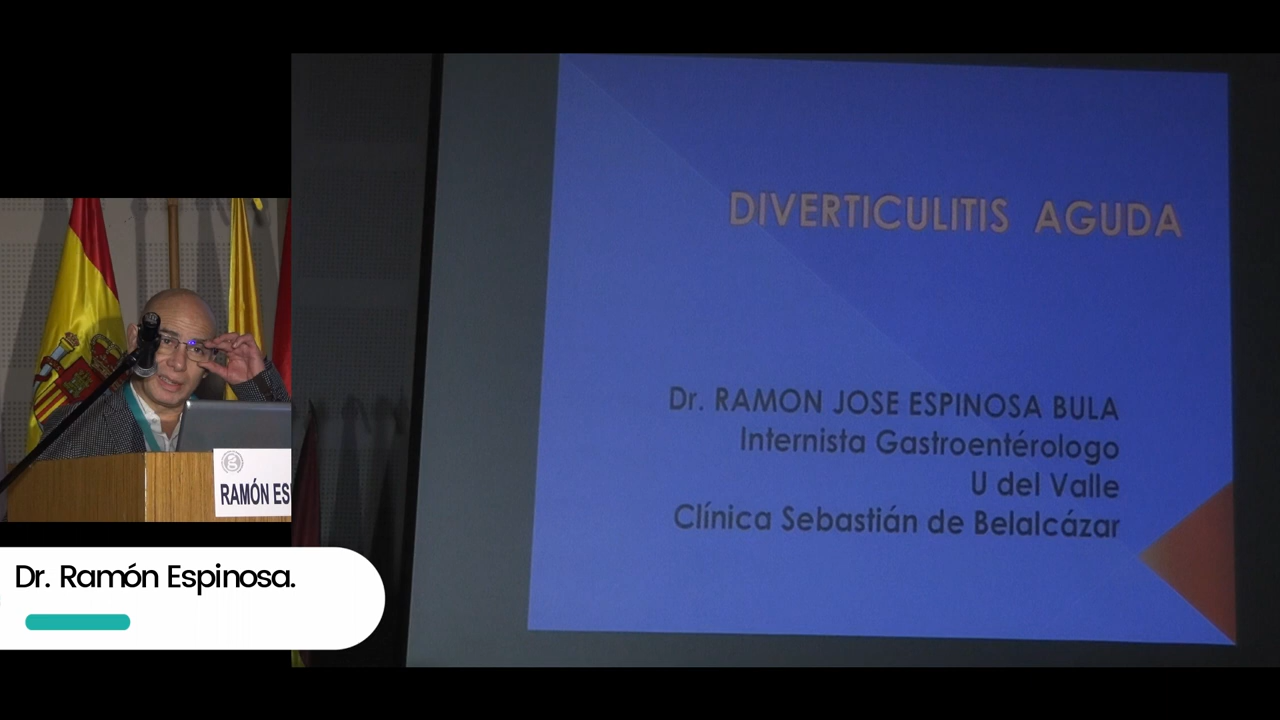 DIVERTICULITIS AGUDA
Dr. RAMON JOSE ESPINOSA BULA
Internista Gastroentérologo
U del Valle
Clínica Sebastián de Belalcázar
RAMÓN ES
Dr. Ramón Espinosa.